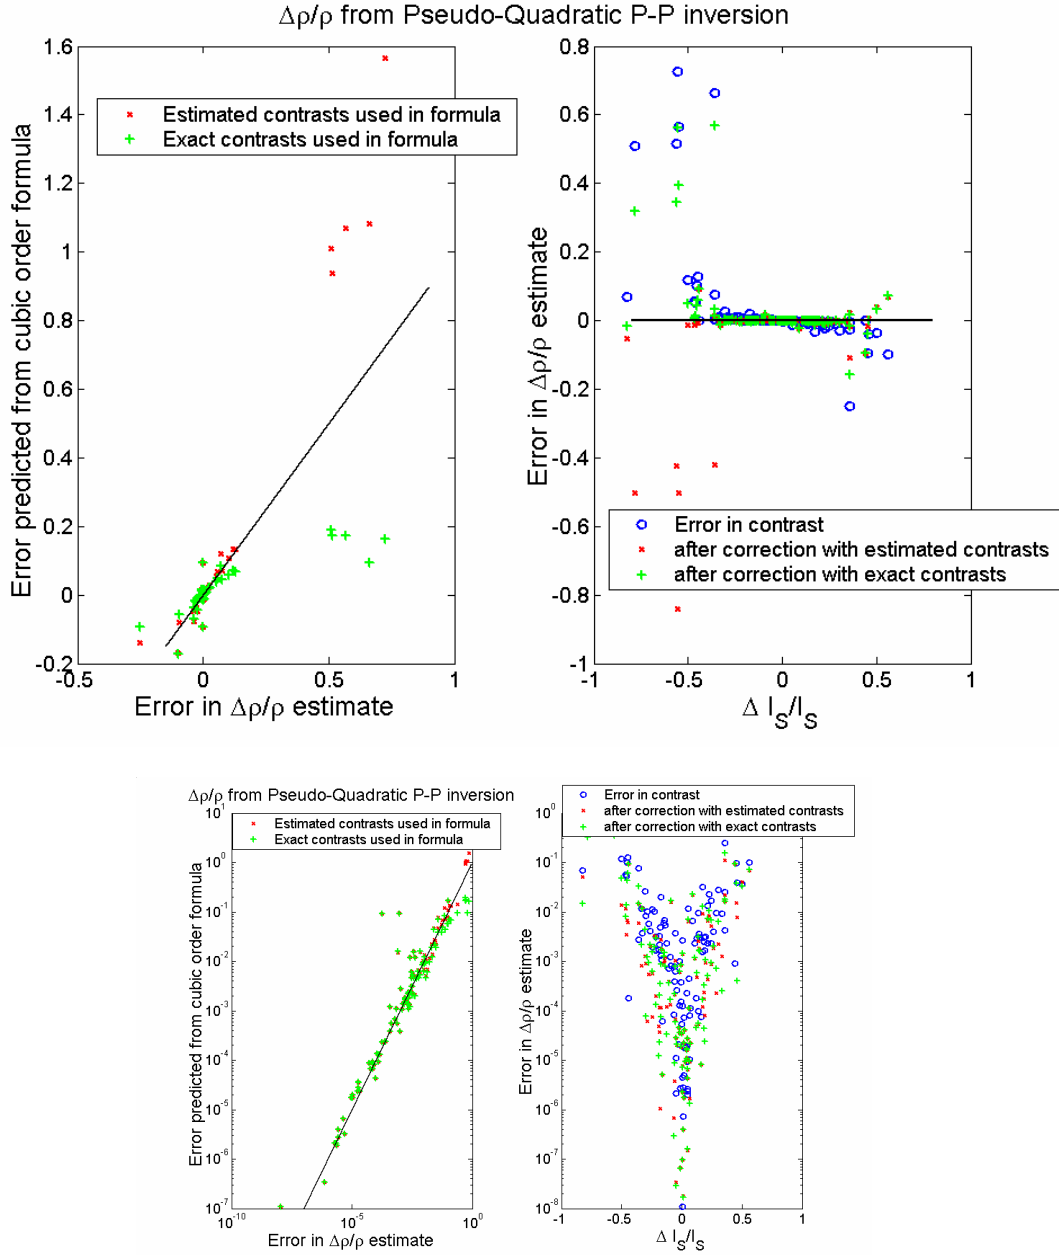 Δρ/ρ from Pseudo-Quadratic P-P inversion
Error predicted from cubic order formula
1.6
1.4
1.2
1
0.8
0.6
0.4
0.2
0
-0.2
Estimated contrasts used in formula
Exact contrasts used in formula
-0.5
0
0.5
1
Error in Δρ/ρ estimate
Error in Δρ/ρ estimate
0.8
0.6
0.4
0.2
0
-0.2
-0.4
-0.6
-0.8
-1
Error in contrast
after correction with estimated contrasts
after correction with exact contrasts
-1
-0.5
0
0.5
1
Δ I_S/I_S
Δρ/ρ from Pseudo-Quadratic P-P inversion
Error predicted from cubic order formula
10^1
10^0
10^-1
10^-2
10^-3
10^-4
10^-5
10^-6
10^-7
Estimated contrasts used in formula
Exact contrasts used in formula
10^-10
10^-5
10^0
Error in Δρ/ρ estimate
Error in contrast
after correction with estimated contrasts
after correction with exact contrasts
Error in Δρ/ρ estimate
10^0
10^-1
10^-2
10^-3
10^-4
10^-5
10^-6
10^-7
10^-8
-1
-0.5
0
0.5
1
Δ I_S/I_S